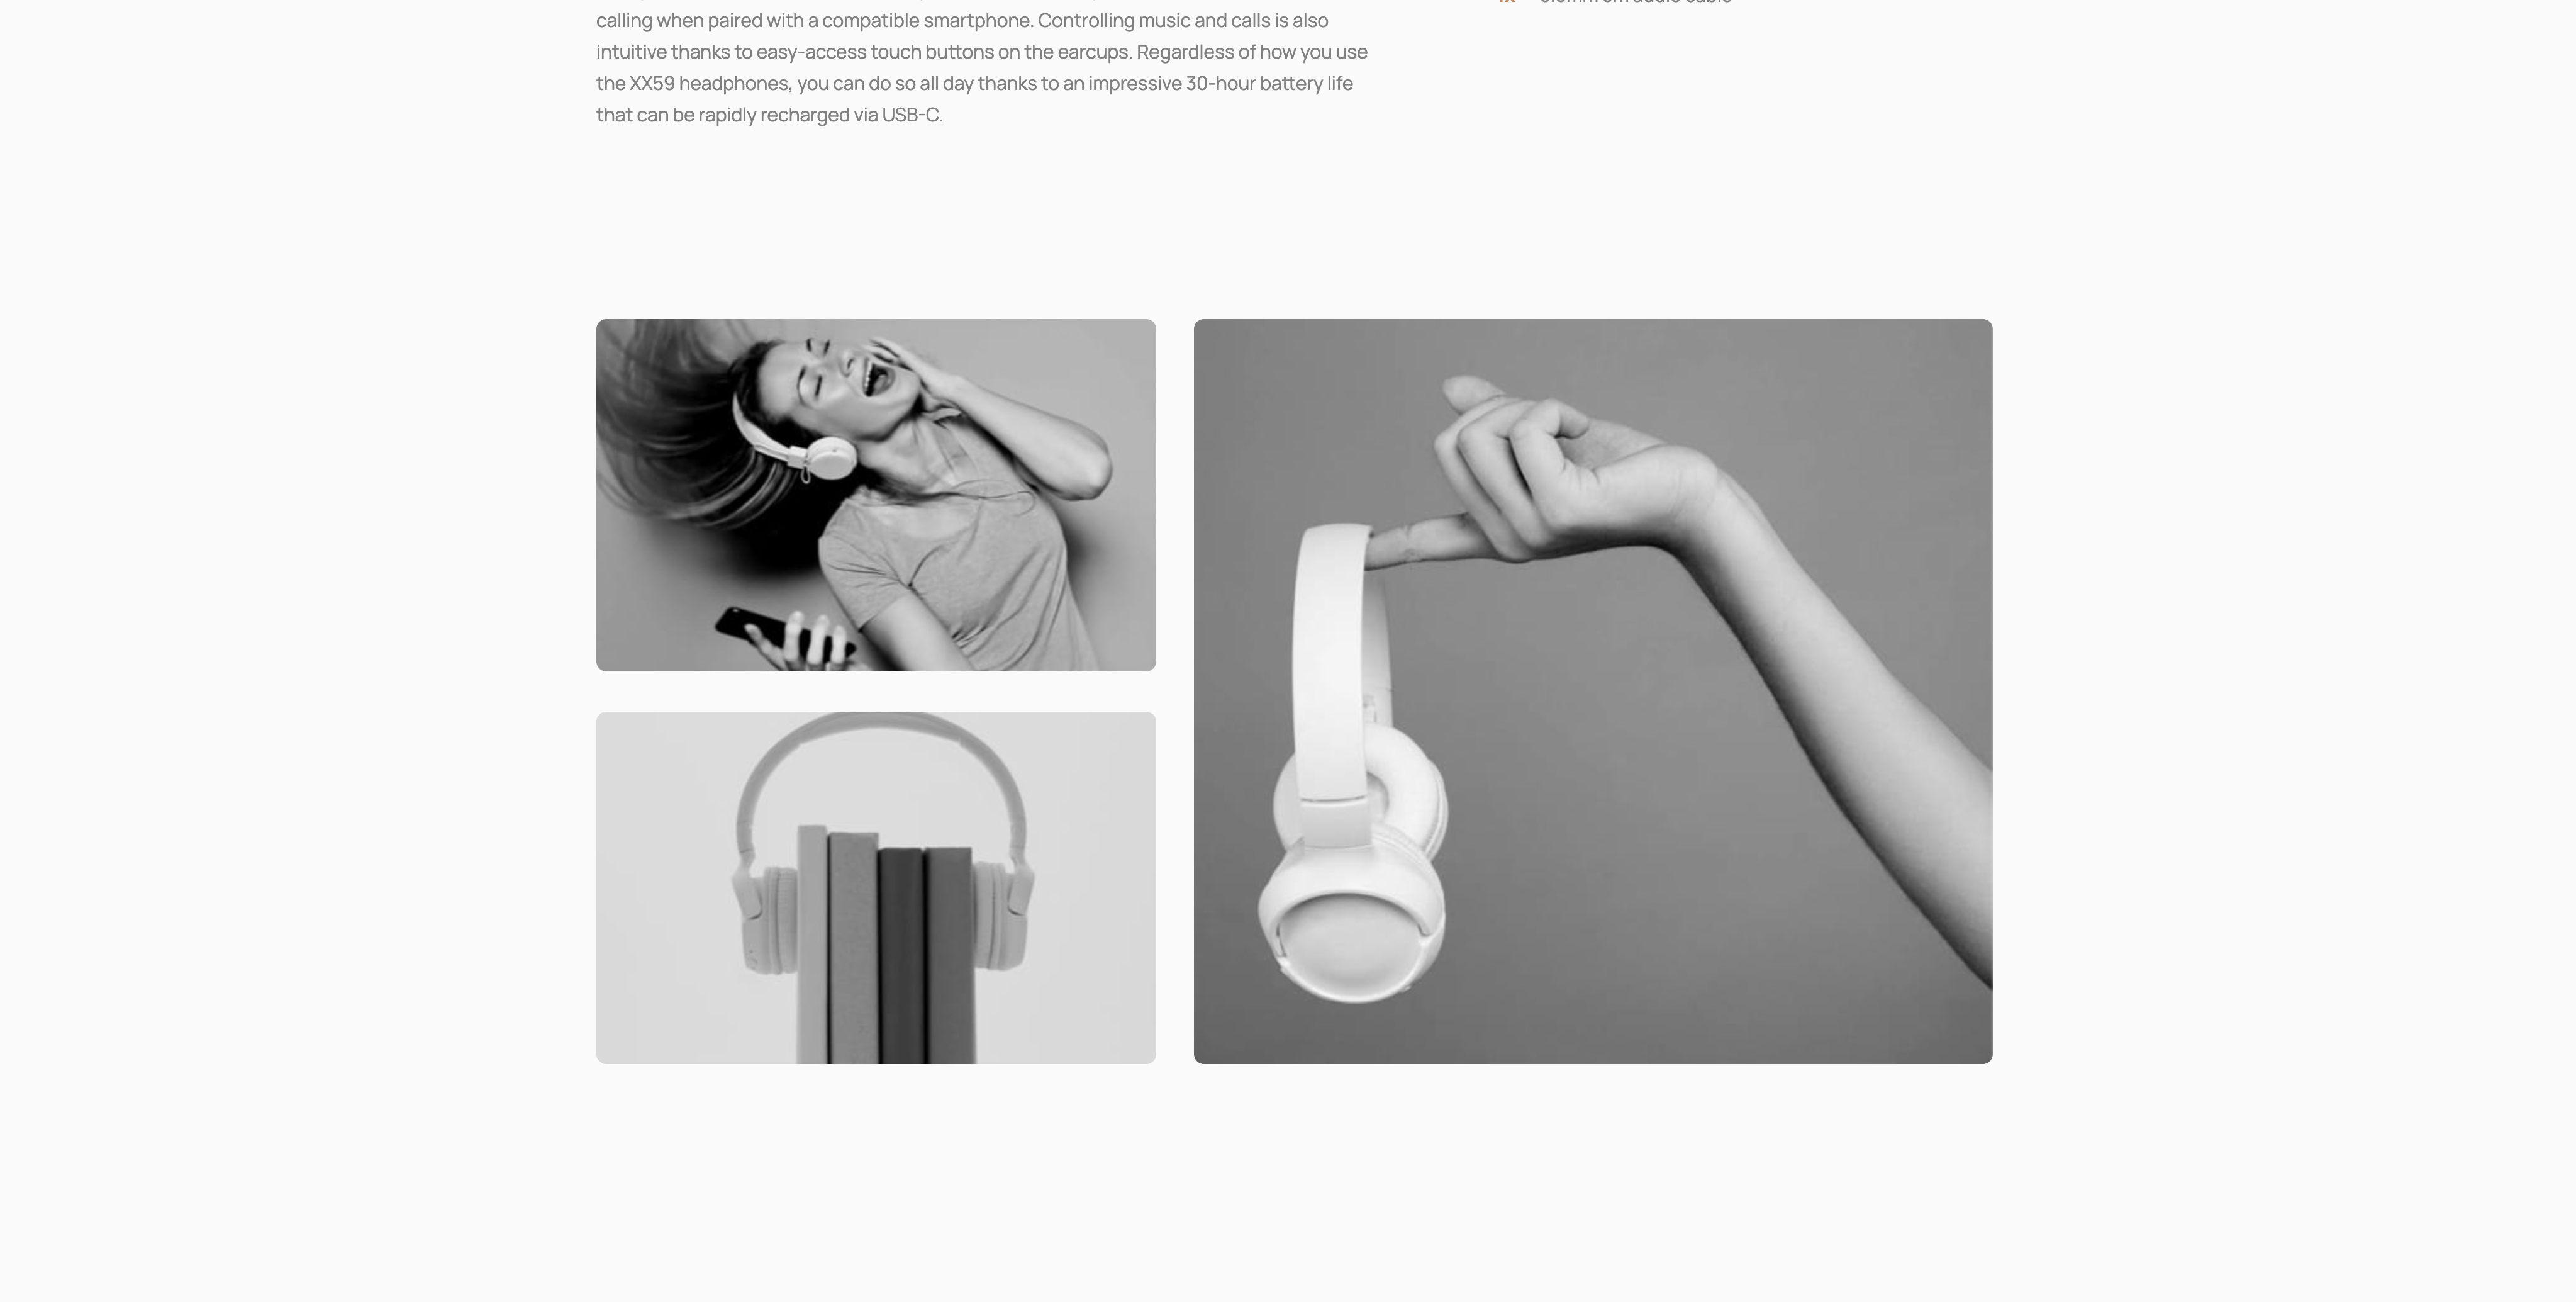 calling when paired with a compatible smartphone. Controlling music and calls is also
intuitive thanks to easy-access touch buttons on the earcups. Regardless of how you use
the XX59 headphones, you can do so all day thanks to an impressive 30-hour battery life
that can be rapidly recharged via USB-C.